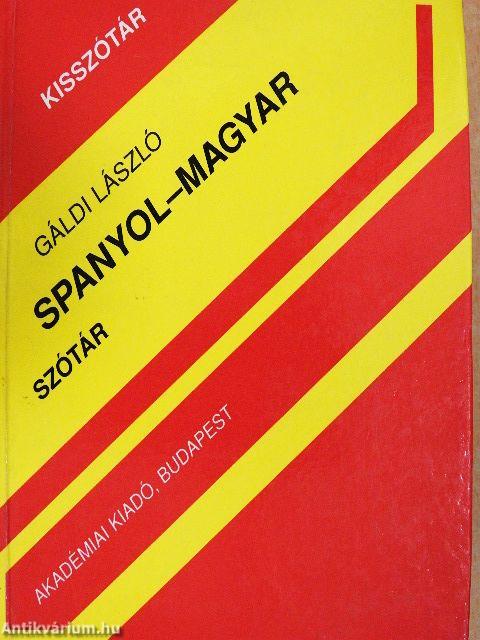 KISSZÓTÁR
GÁLDI LÁSZLÓ
SPANYOL–MAGYAR
SZÓTÁR
AKADÉMIAI KIADÓ, BUDAPEST
Antikvárium.hu